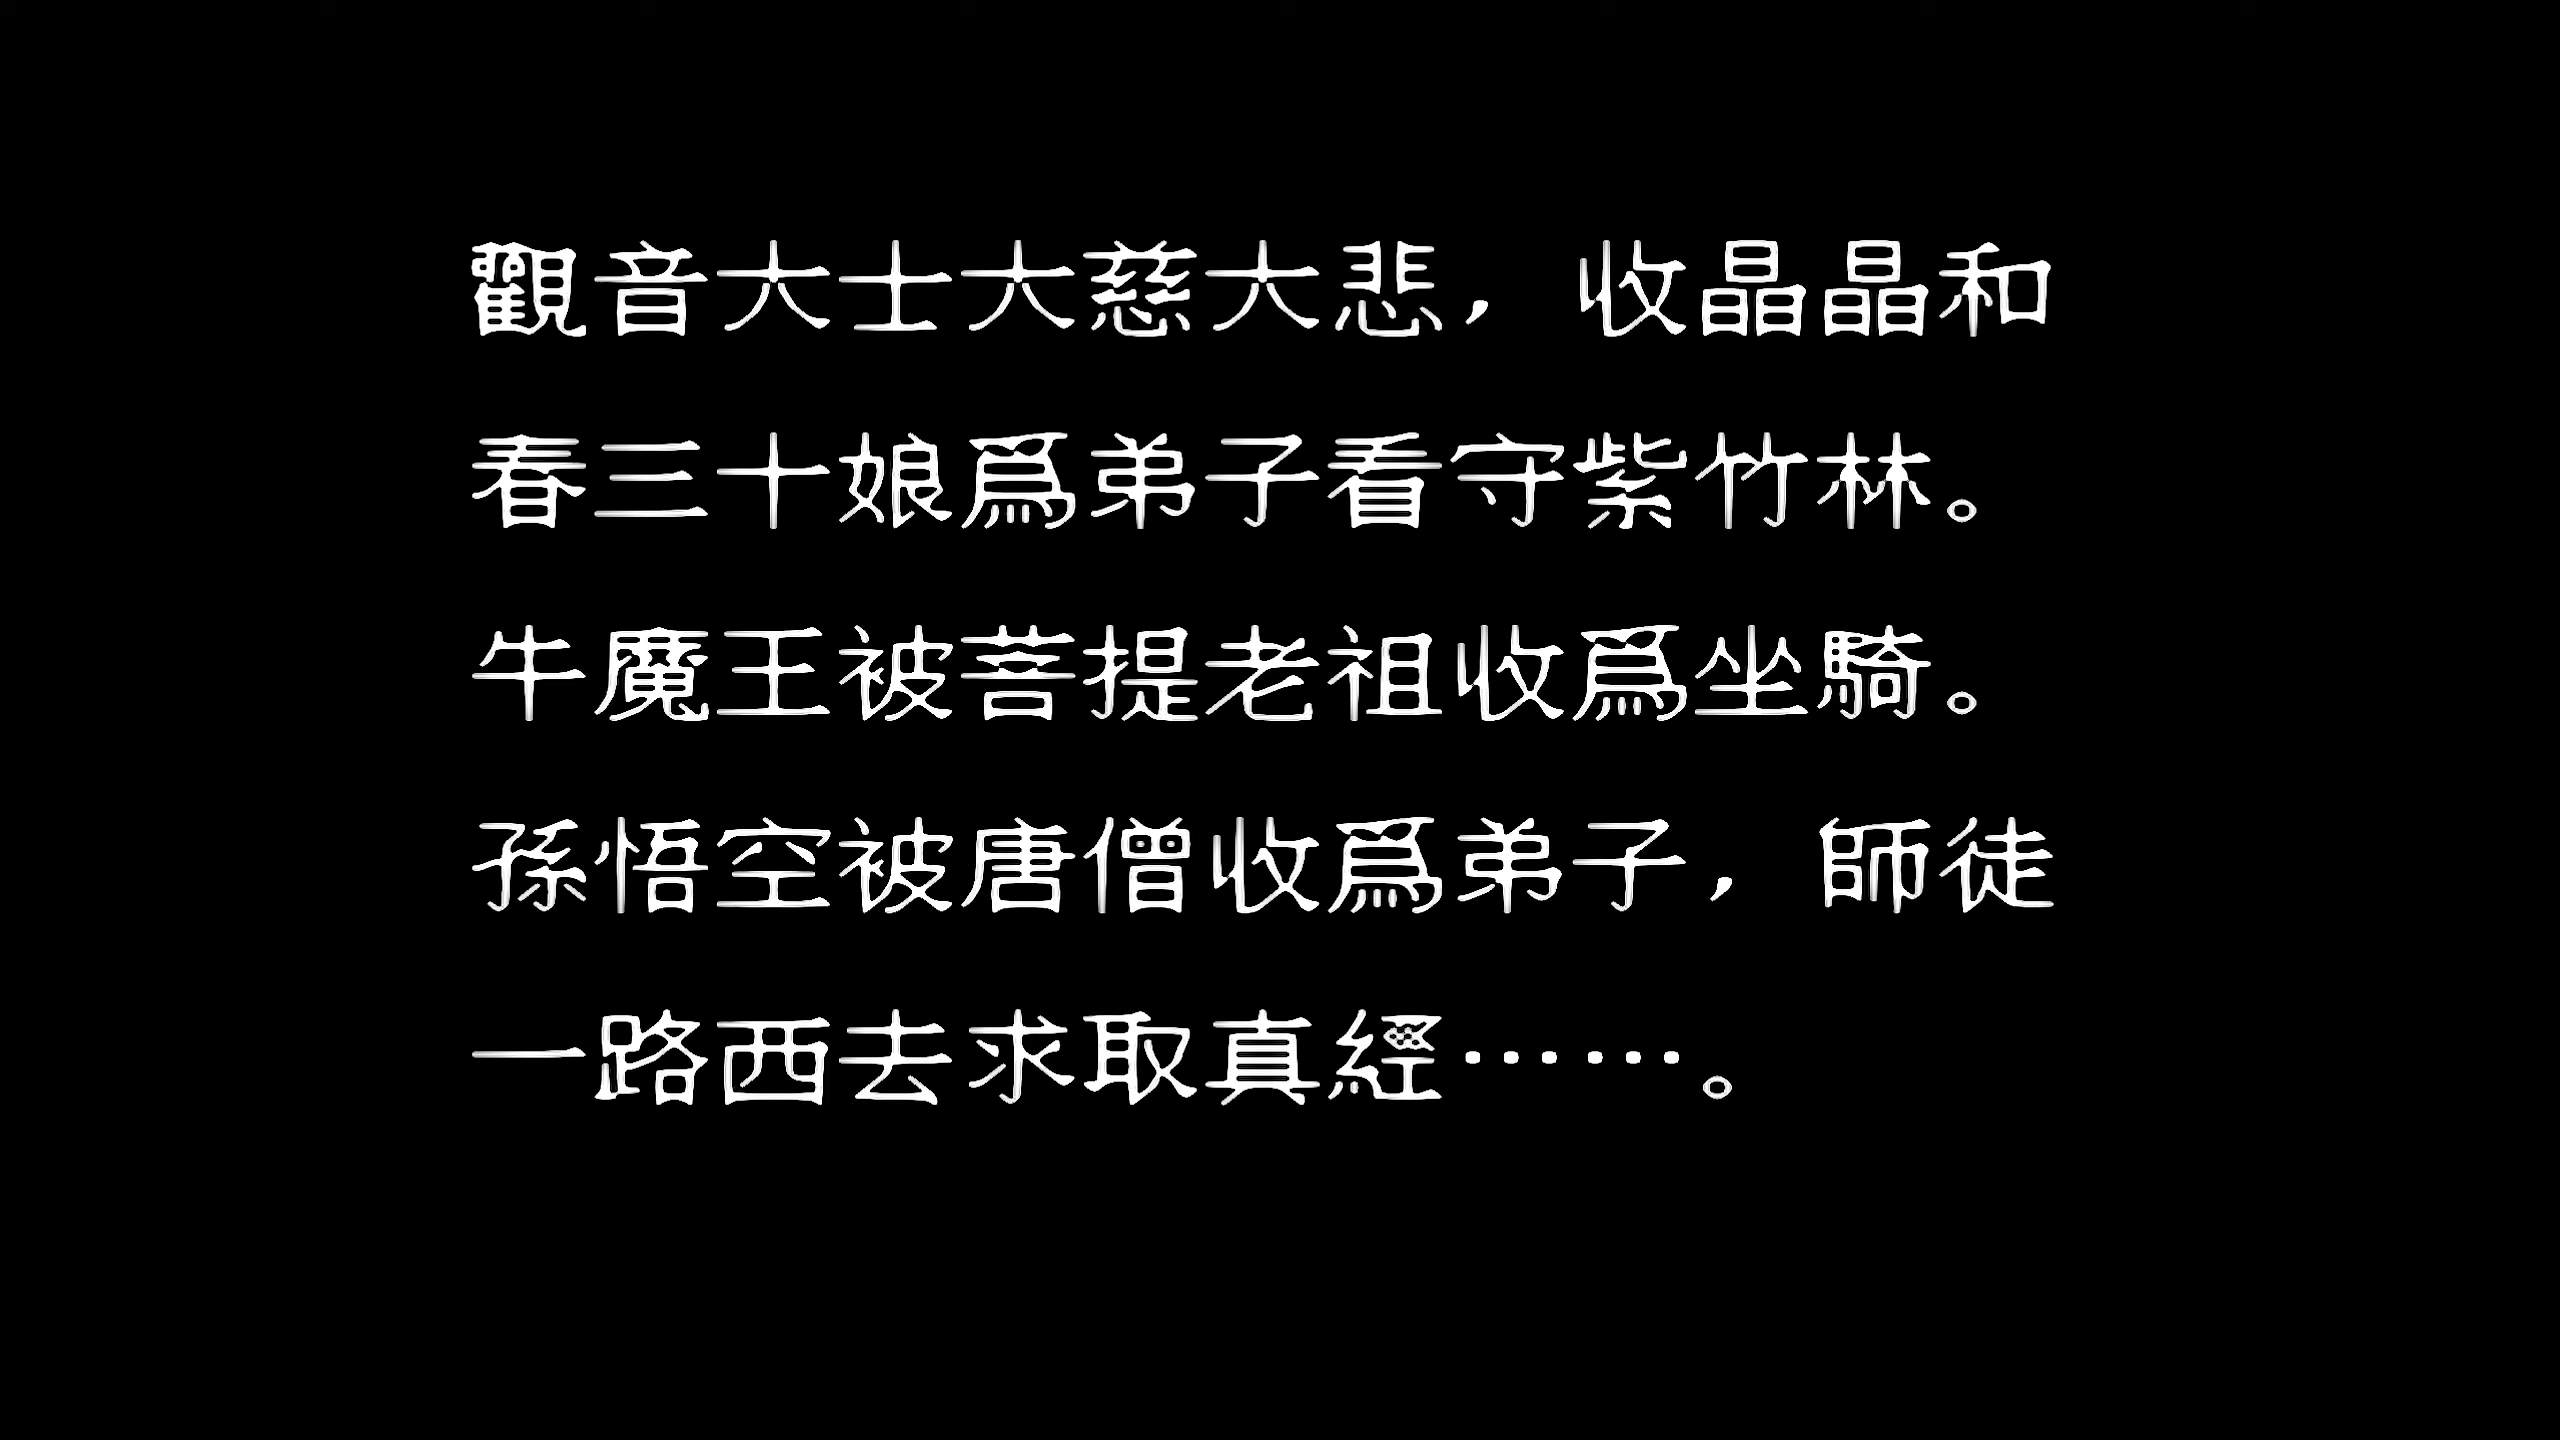 觀音大士大慈大悲，收晶晶和
春三十娘爲弟子看守紫竹林。
牛魔王被菩提老祖收爲坐騎。
孫悟空被唐僧收爲弟子，師徒
一路西去求取真經……。